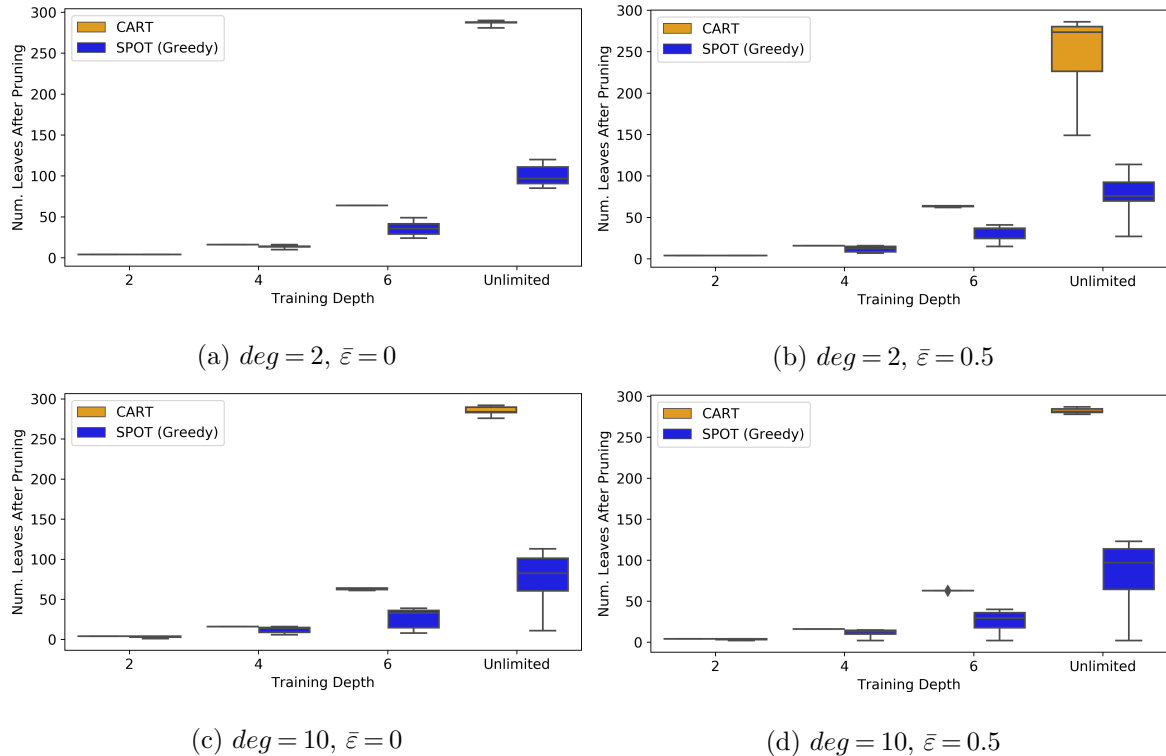 300
250
200
150
100
50
0
Num. Leaves After Pruning
CART
SPOT (Greedy)
2 4 6 Unlimited
Training Depth
(a) deg = 2, ε̄ = 0
300
250
200
150
100
50
0
Num. Leaves After Pruning
CART
SPOT (Greedy)
2 4 6 Unlimited
Training Depth
(b) deg = 2, ε̄ = 0.5
300
250
200
150
100
50
0
Num. Leaves After Pruning
CART
SPOT (Greedy)
2 4 6 Unlimited
Training Depth
(c) deg = 10, ε̄ = 0
300
250
200
150
100
50
0
Num. Leaves After Pruning
CART
SPOT (Greedy)
2 4 6 Unlimited
Training Depth
(d) deg = 10, ε̄ = 0.5